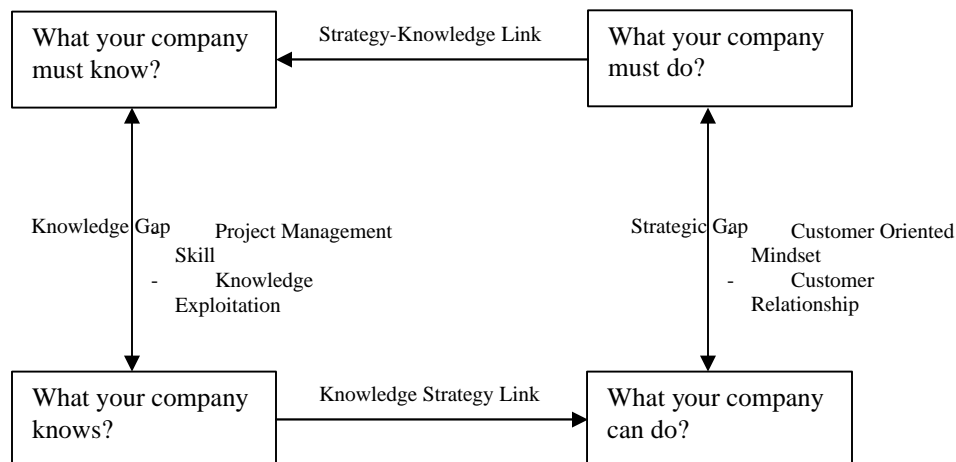 What your company
must know?
Strategy-Knowledge Link
What your company
must do?
Knowledge Gap
- Project Management
Skill
- Knowledge
Exploitation
Strategic Gap
- Customer Oriented
Mindset
- Customer
Relationship
What your company
knows?
Knowledge Strategy Link
What your company
can do?